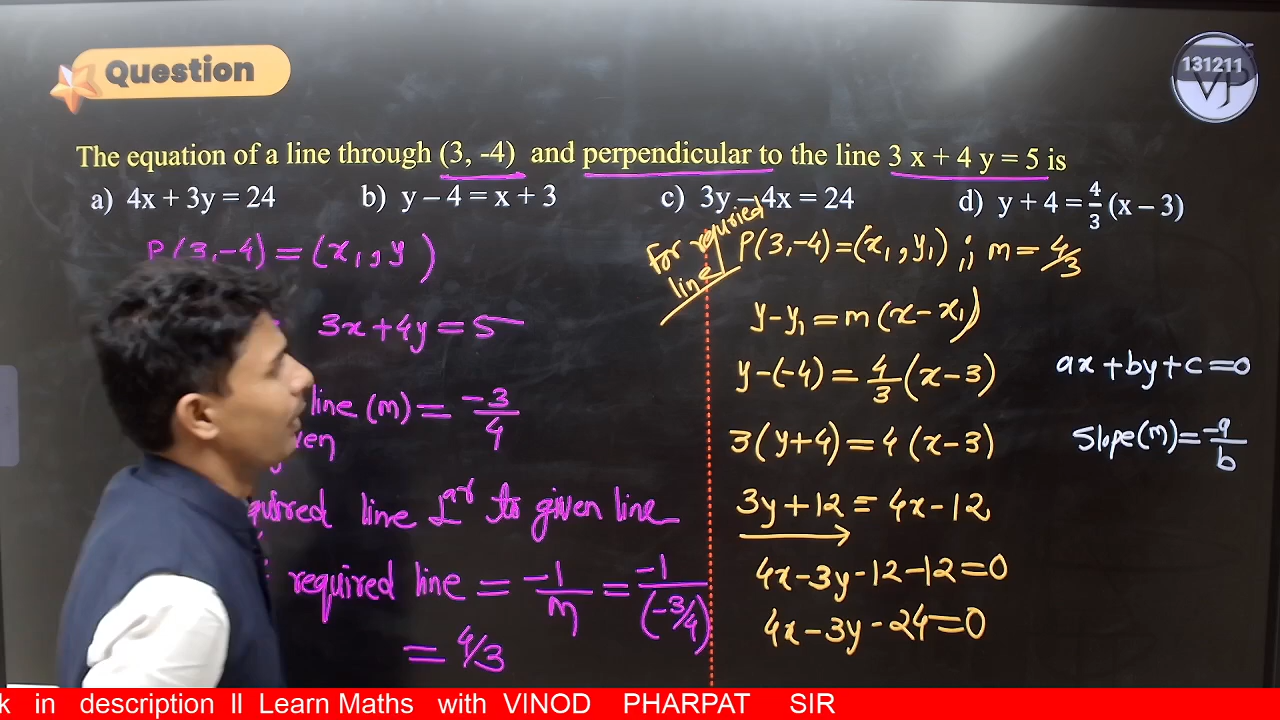 Question
131211
VP
The equation of a line through (3, -4) and perpendicular to the line 3 x + 4 y = 5 is
a) 4x + 3y = 24 b) y – 4 = x + 3 c) 3y – 4x = 24 d) y + 4 = 4/3 (x – 3)
P(3,-4) = (x₁, y )
3x+4y = 5
line (m) = -3/4
ven
quired line ⊥ar to given line
required line = -1/m = -1/(-3/4)
= 4/3
For requried line
P(3,-4) = (x₁, y₁) ;; m = 4/3
y-y₁ = m(x-x₁)
y-(-4) = 4/3 (x-3)
3(y+4) = 4(x-3)
3y+12 = 4x-12
4x-3y-12-12=0
4x-3y-24=0
ax+by+c=0
Slope(m) = -a/b
k in description ll Learn Maths with VINOD PHARPAT SIR